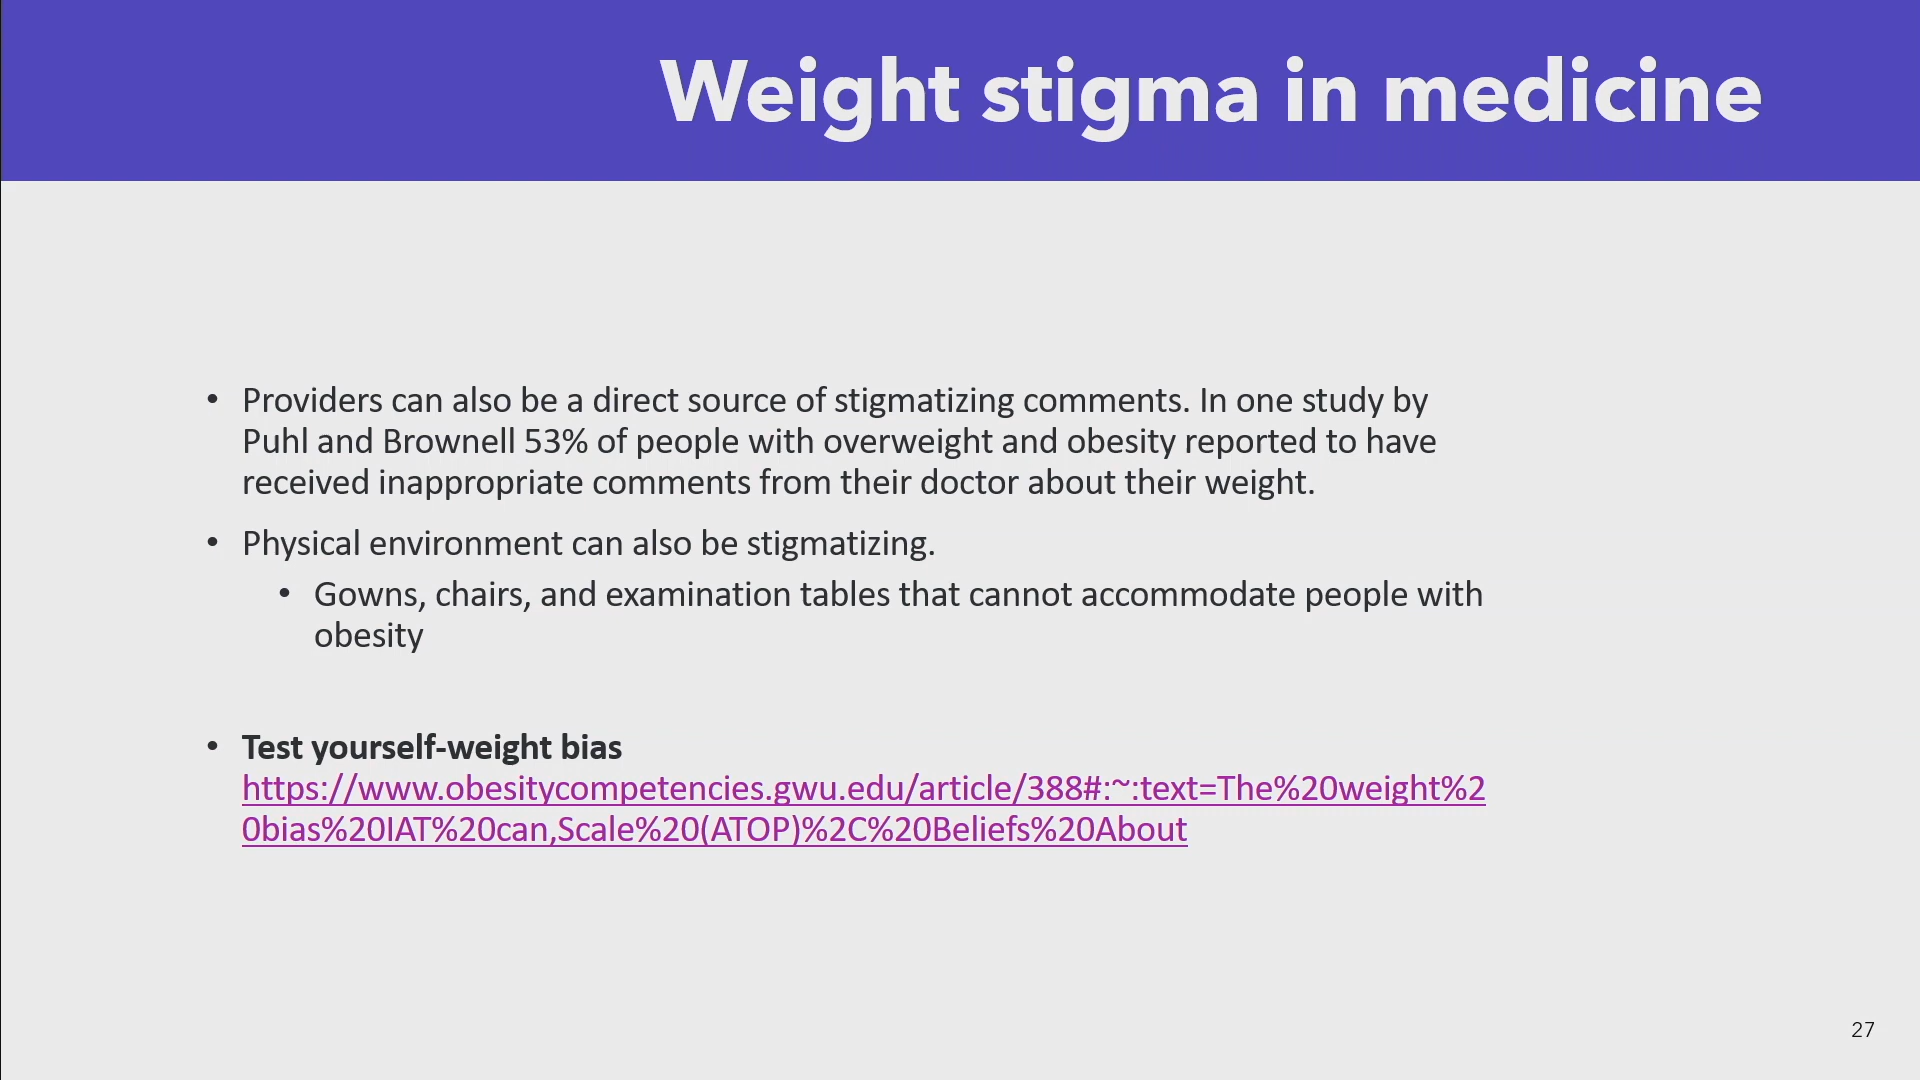 Weight stigma in medicine
• Providers can also be a direct source of stigmatizing comments. In one study by
Puhl and Brownell 53% of people with overweight and obesity reported to have
received inappropriate comments from their doctor about their weight.
• Physical environment can also be stigmatizing.
• Gowns, chairs, and examination tables that cannot accommodate people with
obesity
• Test yourself-weight bias
https://www.obesitycompetencies.gwu.edu/article/388#:~:text=The%20weight%2
0bias%20IAT%20can,Scale%20(ATOP)%2C%20Beliefs%20About
27